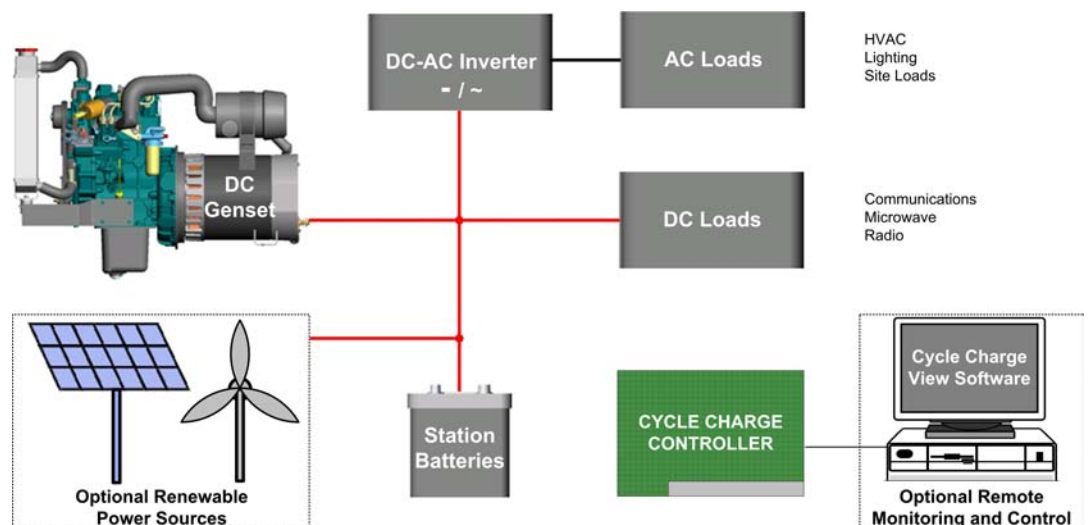 DC-AC Inverter
- / ~
AC Loads
HVAC
Lighting
Site Loads
DC
Genset
DC Loads
Communications
Microwave
Radio
Optional Renewable
Power Sources
Station
Batteries
CYCLE CHARGE
CONTROLLER
Cycle Charge
View Software
Optional Remote
Monitoring and Control